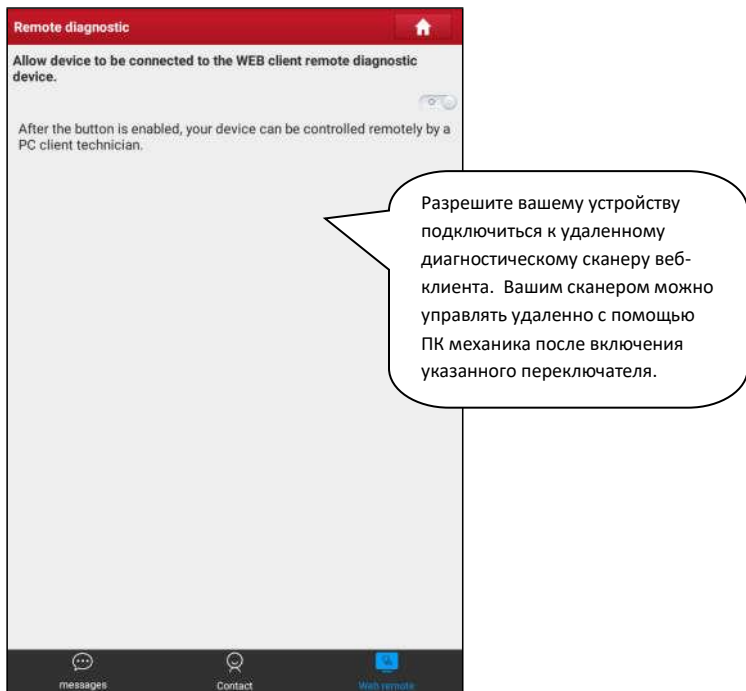 Remote diagnostic
Allow device to be connected to the WEB client remote diagnostic
device.
After the button is enabled, your device can be controlled remotely by a
PC client technician.
Разрешите вашему устройству
подключиться к удаленному
диагностическому сканеру веб-
клиента. Вашим сканером можно
управлять удаленно с помощью
ПК механика после включения
указанного переключателя.
messages
Contact
Web remote